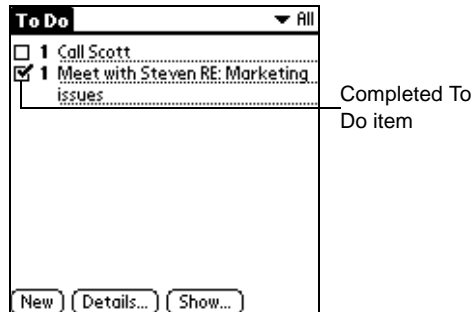 To Do
All
1 Call Scott
1 Meet with Steven RE: Marketing
issues
Completed To
Do item
New Details... Show...